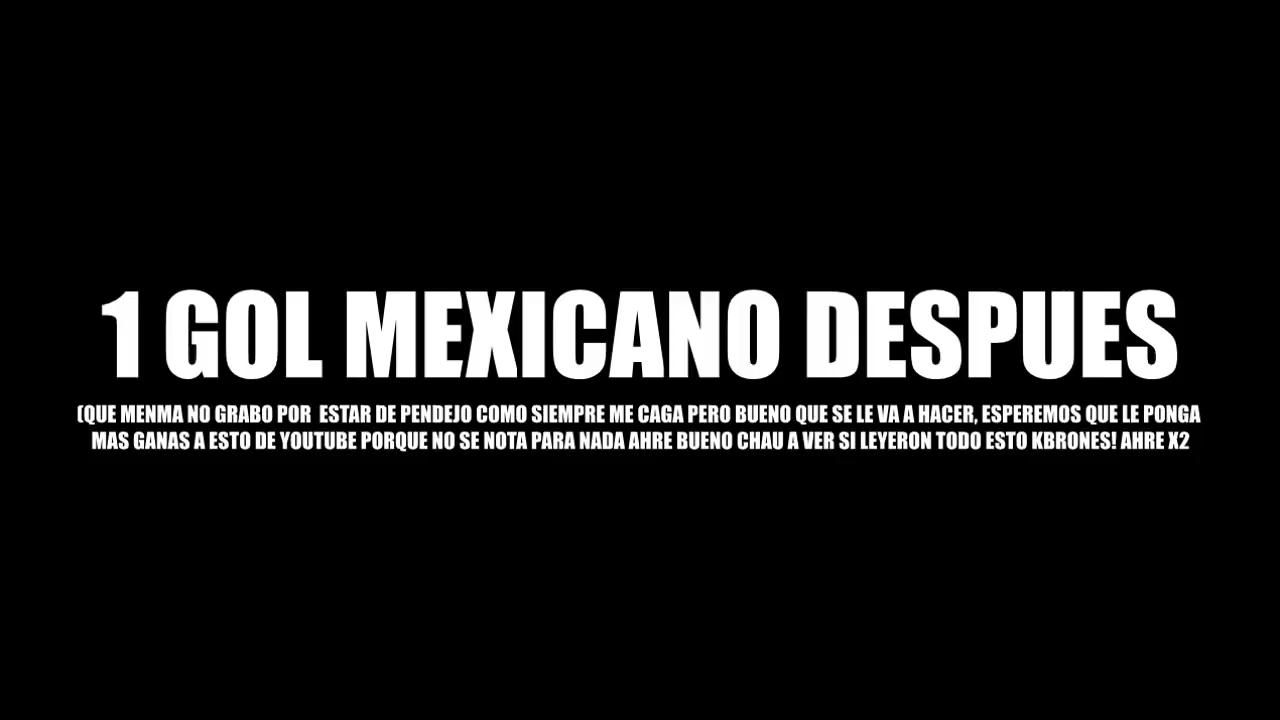 1 GOL MEXICANO DESPUES
(QUE MENMA NO GRABO POR  ESTAR DE PENDEJO COMO SIEMPRE ME CAGA PERO BUENO QUE SE LE VA A HACER, ESPEREMOS QUE LE PONGA
MAS GANAS A ESTO DE YOUTUBE PORQUE NO SE NOTA PARA NADA AHRE BUENO CHAU A VER SI LEYERON TODO ESTO KBRONES! AHRE X2